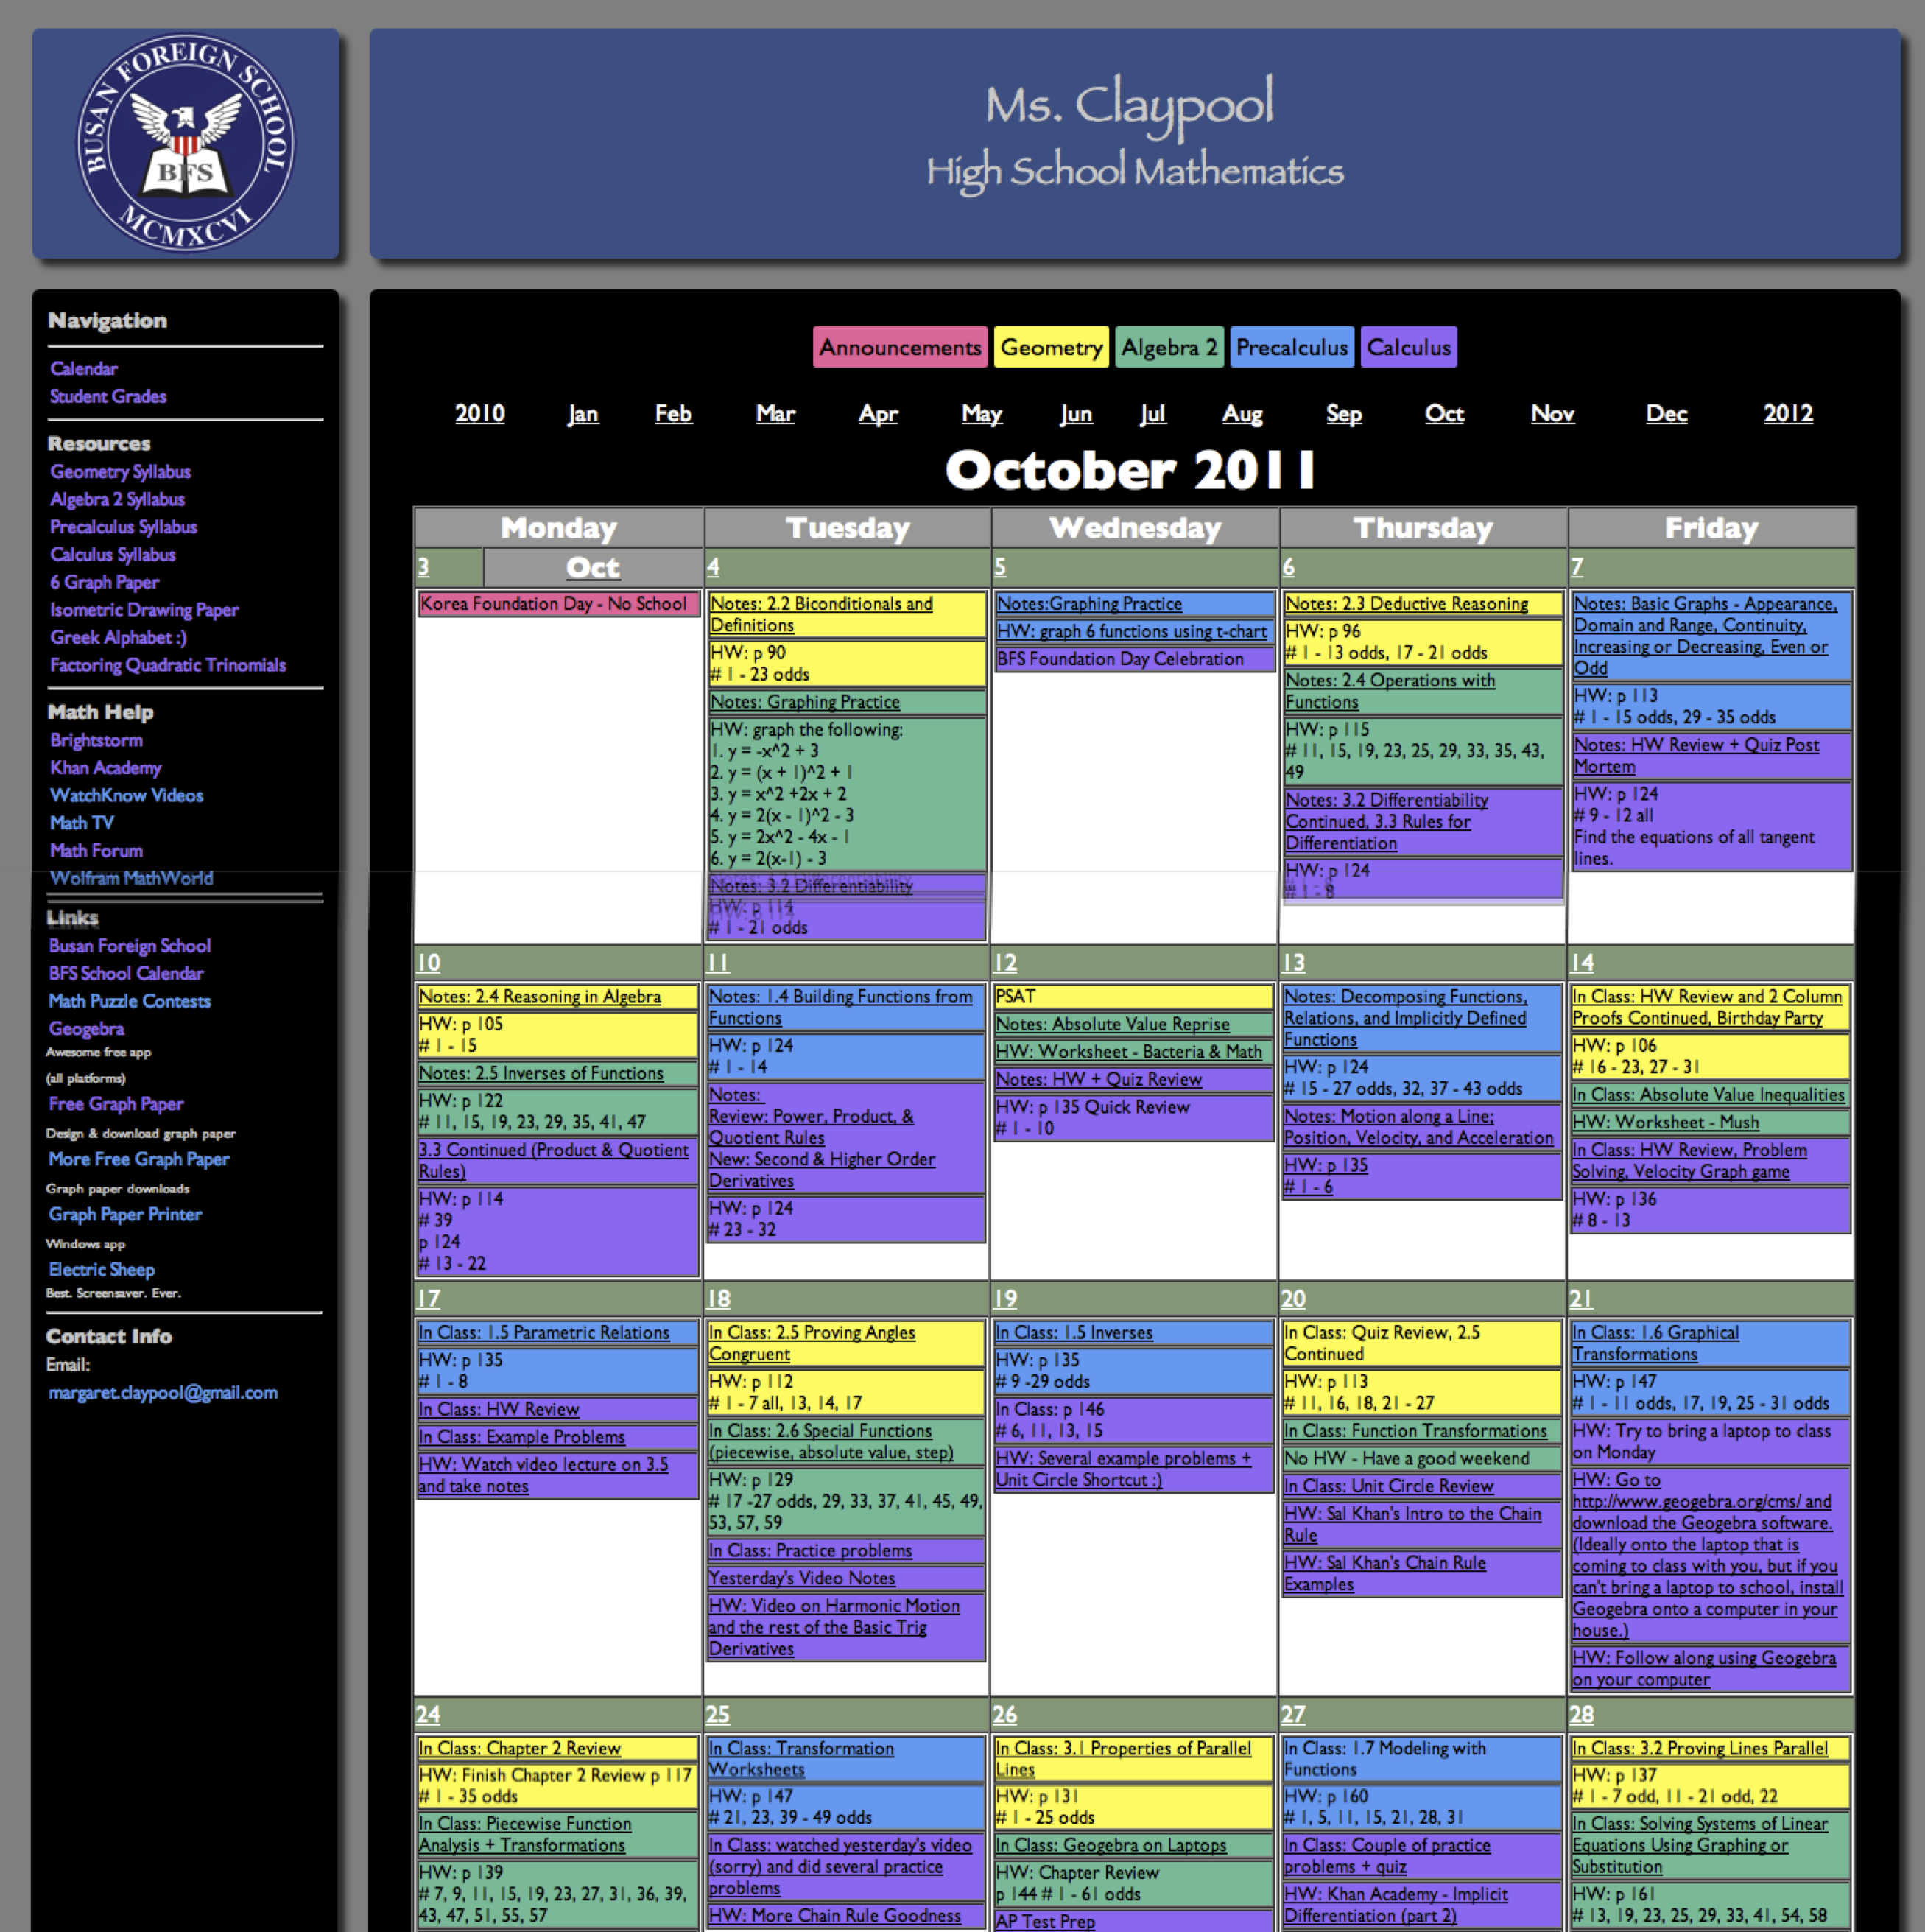 BUSAN FOREIGN SCHOOL
BFS
MCMXCVI
Ms. Claypool
High School Mathematics
Navigation
Calendar
Student Grades
Resources
Geometry Syllabus
Algebra 2 Syllabus
Precalculus Syllabus
Calculus Syllabus
6 Graph Paper
Isometric Drawing Paper
Greek Alphabet :)
Factoring Quadratic Trinomials
Math Help
Brightstorm
Khan Academy
WatchKnow Videos
Math TV
Math Forum
Wolfram MathWorld
Links
Busan Foreign School
BFS School Calendar
Math Puzzle Contests
Geogebra
Awesome free app
(all platforms)
Free Graph Paper
Design & download graph paper
More Free Graph Paper
Graph paper downloads
Graph Paper Printer
Windows app
Electric Sheep
Best. Screensaver. Ever.
Contact Info
Email:
margaret.claypool@gmail.com
Announcements Geometry Algebra 2 Precalculus Calculus
2010 Jan Feb Mar Apr May Jun Jul Aug Sep Oct Nov Dec 2012
October 2011
Monday Tuesday Wednesday Thursday Friday
3 Oct 4 5 6 7
Korea Foundation Day - No School
Notes: 2.2 Biconditionals and
Definitions
HW: p 90
# 1 - 23 odds
Notes: Graphing Practice
HW: graph the following:
1. y = -x^2 + 3
2. y = (x + 1)^2 + 1
3. y = x^2 +2x + 2
4. y = 2(x - 1)^2 - 3
5. y = 2x^2 - 4x - 1
6. y = 2(x-1) - 3
Notes: 3.2 Differentiability
HW: p 114
# 1 - 21 odds
Notes:Graphing Practice
HW: graph 6 functions using t-chart
BFS Foundation Day Celebration
Notes: 2.3 Deductive Reasoning
HW: p 96
# 1 - 13 odds, 17 - 21 odds
Notes: 2.4 Operations with
Functions
HW: p 115
# 11, 15, 19, 23, 25, 29, 33, 35, 43,
49
Notes: 3.2 Differentiability
Continued, 3.3 Rules for
Differentiation
HW: p 124
# 1 - 8
Notes: Basic Graphs - Appearance,
Domain and Range, Continuity,
Increasing or Decreasing, Even or
Odd
HW: p 113
# 1 - 15 odds, 29 - 35 odds
Notes: HW Review + Quiz Post
Mortem
HW: p 124
# 9 - 12 all
Find the equations of all tangent
lines.
10 11 12 13 14
Notes: 2.4 Reasoning in Algebra
HW: p 105
# 1 - 15
Notes: 2.5 Inverses of Functions
HW: p 122
# 11, 15, 19, 23, 29, 35, 41, 47
3.3 Continued (Product & Quotient
Rules)
HW: p 114
# 39
p 124
# 13 - 22
Notes: 1.4 Building Functions from
Functions
HW: p 124
# 1 - 14
Notes:
Review: Power, Product, &
Quotient Rules
New: Second & Higher Order
Derivatives
HW: p 124
# 23 - 32
PSAT
Notes: Absolute Value Reprise
HW: Worksheet - Bacteria & Math
Notes: HW + Quiz Review
HW: p 135 Quick Review
# 1 - 10
Notes: Decomposing Functions,
Relations, and Implicitly Defined
Functions
HW: p 124
# 15 - 27 odds, 32, 37 - 43 odds
Notes: Motion along a Line;
Position, Velocity, and Acceleration
HW: p 135
# 1 - 6
In Class: HW Review and 2 Column
Proofs Continued, Birthday Party
HW: p 106
# 16 - 23, 27 - 31
In Class: Absolute Value Inequalities
HW: Worksheet - Mush
In Class: HW Review, Problem
Solving, Velocity Graph game
HW: p 136
# 8 - 13
17 18 19 20 21
In Class: 1.5 Parametric Relations
HW: p 135
# 1 - 8
In Class: HW Review
In Class: Example Problems
HW: Watch video lecture on 3.5
and take notes
In Class: 2.5 Proving Angles
Congruent
HW: p 112
# 1 - 7 all, 13, 14, 17
In Class: 2.6 Special Functions
(piecewise, absolute value, step)
HW: p 129
# 17 -27 odds, 29, 33, 37, 41, 45, 49,
53, 57, 59
In Class: Practice problems
Yesterday's Video Notes
HW: Video on Harmonic Motion
and the rest of the Basic Trig
Derivatives
In Class: 1.5 Inverses
HW: p 135
# 9 -29 odds
In Class: p 146
# 6, 11, 13, 15
HW: Several example problems +
Unit Circle Shortcut :)
In Class: Quiz Review, 2.5
Continued
HW: p 113
# 11, 16, 18, 21 - 27
In Class: Function Transformations
No HW - Have a good weekend
In Class: Unit Circle Review
HW: Sal Khan's Intro to the Chain
Rule
HW: Sal Khan's Chain Rule
Examples
In Class: 1.6 Graphical
Transformations
HW: p 147
# 1 - 11 odds, 17, 19, 25 - 31 odds
HW: Try to bring a laptop to class
on Monday
HW: Go to
http://www.geogebra.org/cms/ and
download the Geogebra software.
(Ideally onto the laptop that is
coming to class with you, but if you
can't bring a laptop to school, install
Geogebra onto a computer in your
house.)
HW: Follow along using Geogebra
on your computer
24 25 26 27 28
In Class: Chapter 2 Review
HW: Finish Chapter 2 Review p 117
# 1 - 35 odds
In Class: Piecewise Function
Analysis + Transformations
HW: p 139
# 7, 9, 11, 15, 19, 23, 27, 31, 36, 39,
43, 47, 51, 55, 57
In Class: Transformation
Worksheets
HW: p 147
# 21, 23, 39 - 49 odds
In Class: watched yesterday's video
(sorry) and did several practice
problems
HW: More Chain Rule Goodness
In Class: 3.1 Properties of Parallel
Lines
HW: p 131
# 1 - 25 odds
In Class: Geogebra on Laptops
HW: Chapter Review
p 144 # 1 - 61 odds
AP Test Prep
In Class: 1.7 Modeling with
Functions
HW: p 160
# 1, 5, 11, 15, 21, 28, 31
In Class: Couple of practice
problems + quiz
HW: Khan Academy - Implicit
Differentiation (part 2)
In Class: 3.2 Proving Lines Parallel
HW: p 137
# 1 - 7 odd, 11 - 21 odd, 22
In Class: Solving Systems of Linear
Equations Using Graphing or
Substitution
HW: p 161
# 13, 19, 23, 25, 29, 33, 41, 54, 58